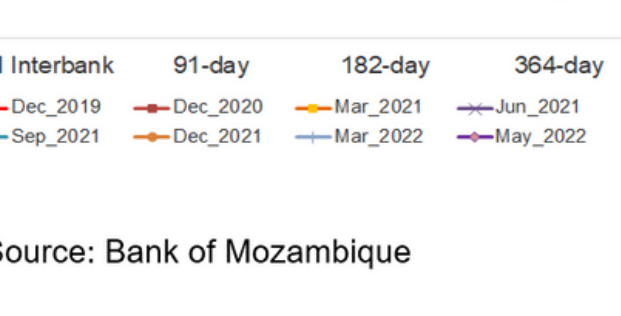 Interbank 91-day 182-day 364-day
Dec_2019 Dec_2020 Mar_2021 Jun_2021
Sep_2021 Dec_2021 Mar_2022 May_2022
Source: Bank of Mozambique